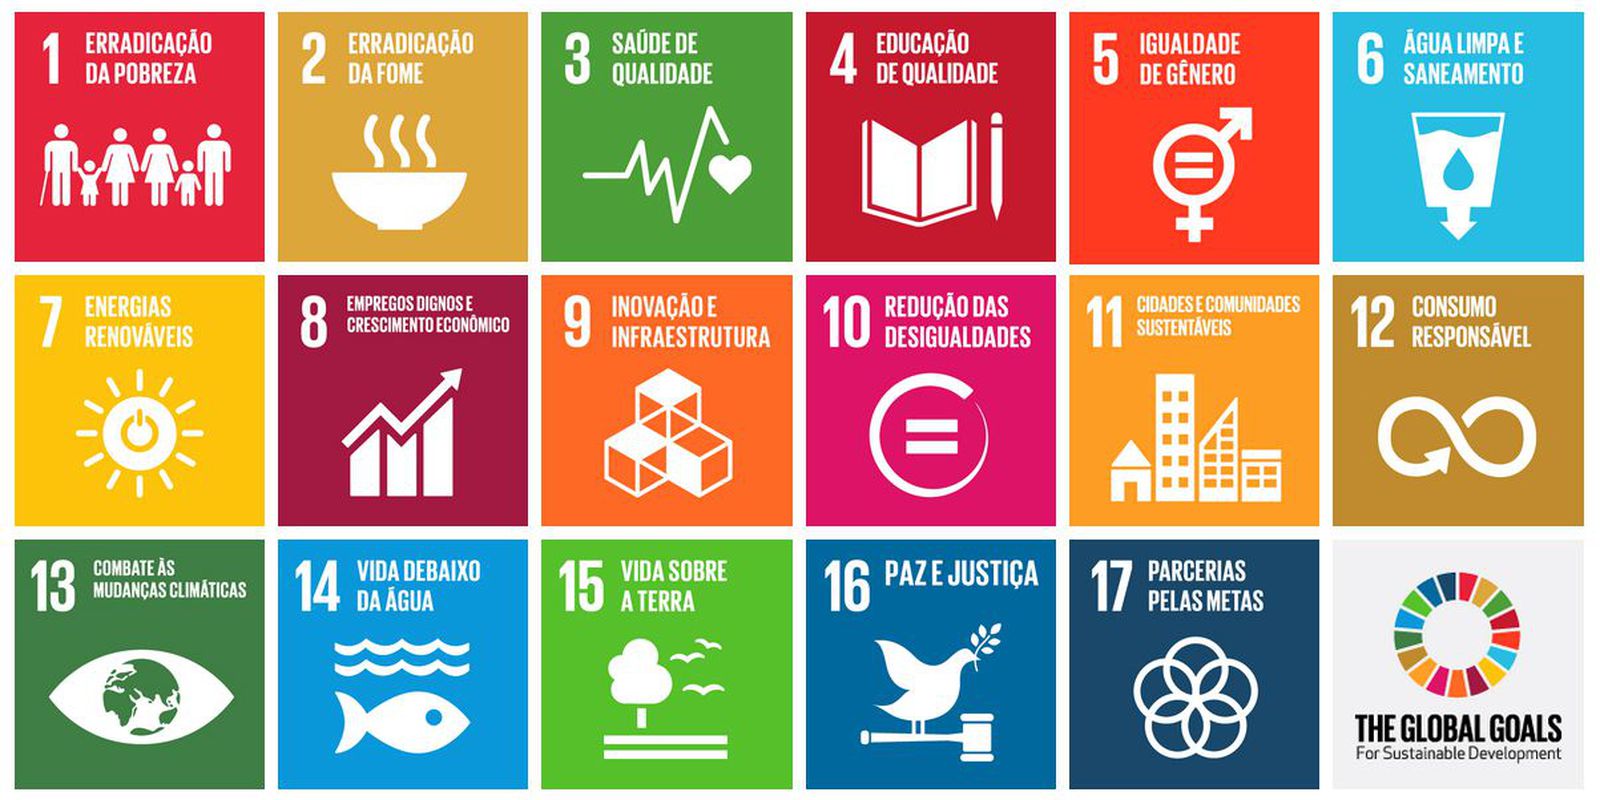 1 ERRADICAÇÃO
DA POBREZA
2 ERRADICAÇÃO
DA FOME
3 SAÚDE DE
QUALIDADE
4 EDUCAÇÃO
DE QUALIDADE
5 IGUALDADE
DE GÊNERO
6 ÁGUA LIMPA E
SANEAMENTO
7 ENERGIAS
RENOVÁVEIS
8 EMPREGOS DIGNOS E
CRESCIMENTO ECONÔMICO
9 INOVAÇÃO E
INFRAESTRUTURA
10 REDUÇÃO DAS
DESIGUALDADES
11 CIDADES E COMUNIDADES
SUSTENTÁVEIS
12 CONSUMO
RESPONSÁVEL
13 COMBATE ÀS
MUDANÇAS CLIMÁTICAS
14 VIDA DEBAIXO
DA ÁGUA
15 VIDA SOBRE
A TERRA
16 PAZ E JUSTIÇA
17 PARCERIAS
PELAS METAS
THE GLOBAL GOALS
For Sustainable Development